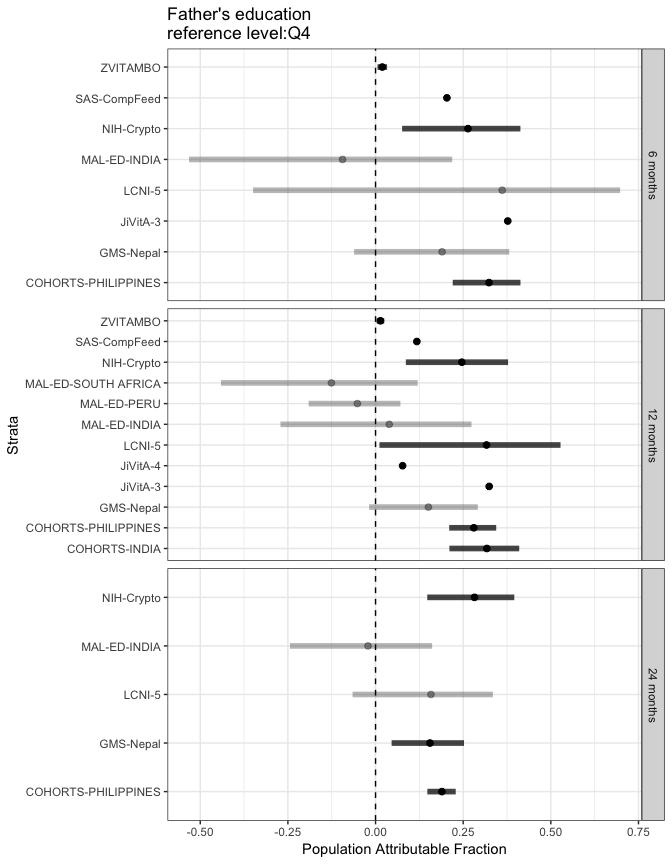 Father's education
reference level:Q4
ZVITAMBO
SAS-CompFeed
NIH-Crypto
MAL-ED-INDIA
LCNI-5
JiVitA-3
GMS-Nepal
COHORTS-PHILIPPINES
6 months
ZVITAMBO
SAS-CompFeed
NIH-Crypto
MAL-ED-SOUTH AFRICA
MAL-ED-PERU
MAL-ED-INDIA
LCNI-5
JiVitA-4
JiVitA-3
GMS-Nepal
COHORTS-PHILIPPINES
COHORTS-INDIA
12 months
Strata
NIH-Crypto
MAL-ED-INDIA
LCNI-5
GMS-Nepal
COHORTS-PHILIPPINES
24 months
-0.50 -0.25 0.00 0.25 0.50 0.75
Population Attributable Fraction